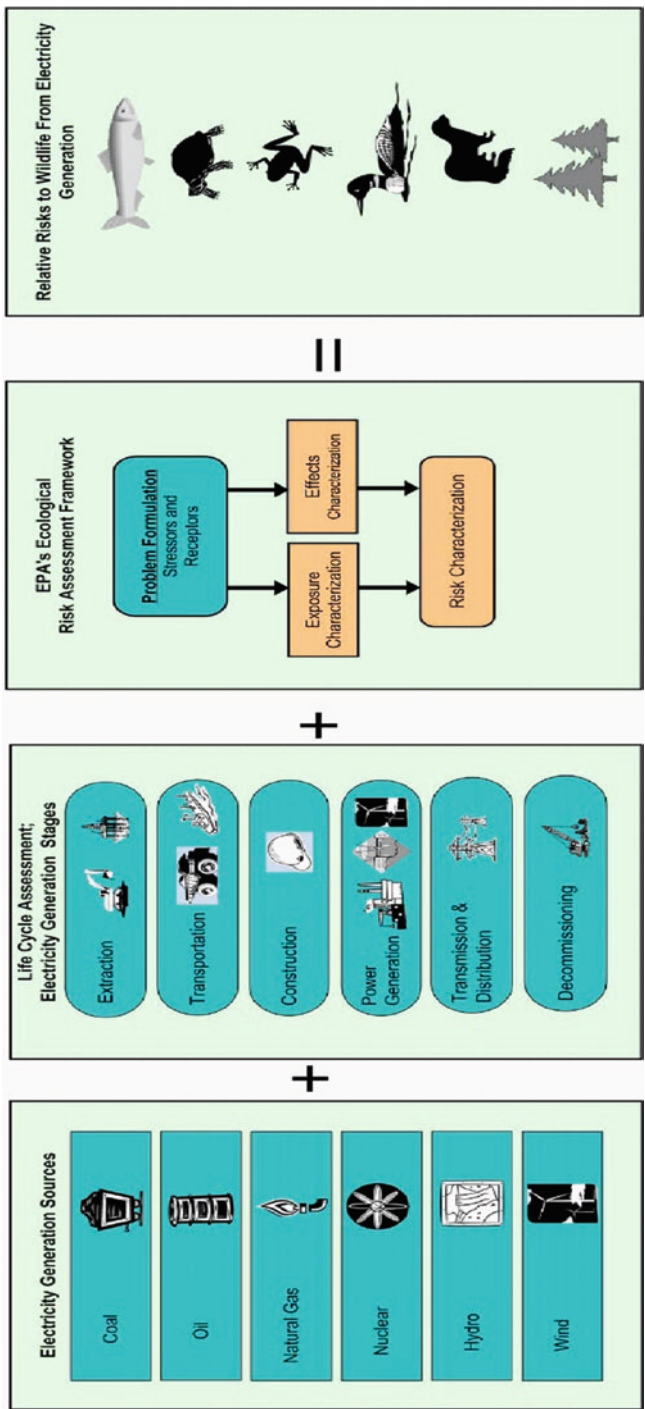 Electricity Generation Sources
Coal
Oil
Natural Gas
Nuclear
Hydro
Wind
+
Life Cycle Assessment;
Electricity Generation Stages
Extraction
Transportation
Construction
Power
Generation
Transmission &
Distribution
Decommissioning
+
EPA's Ecological
Risk Assessment Framework
Problem Formulation
Stressors and
Receptors
Exposure
Characterization
Effects
Characterization
Risk Characterization
=
Relative Risks to Wildlife From Electricity
Generation